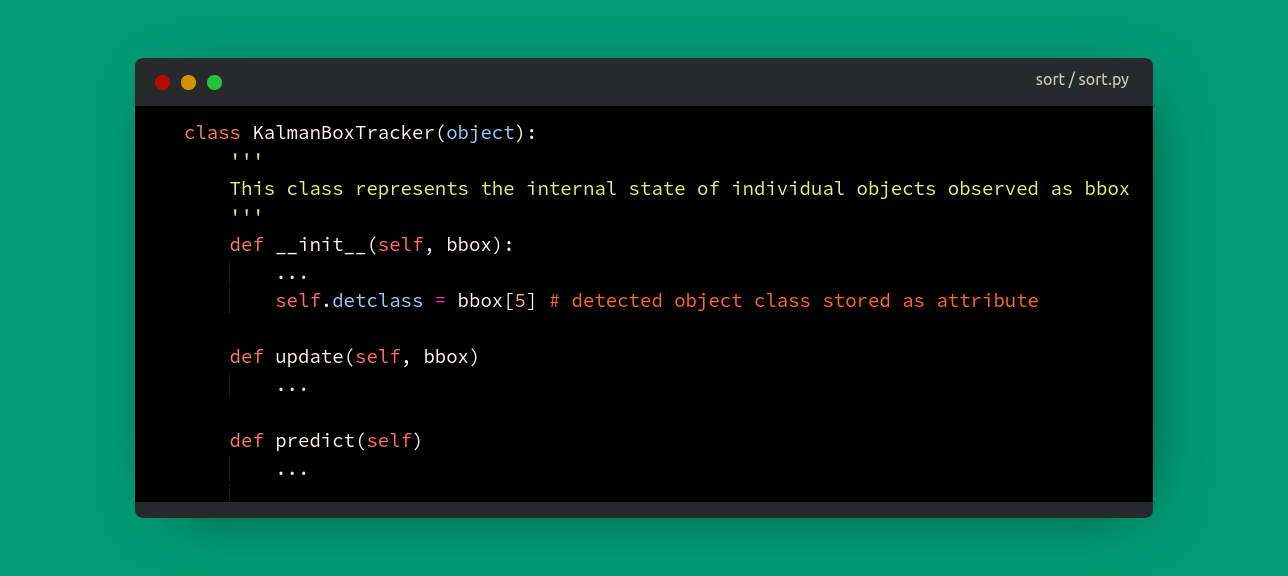 sort / sort.py
class KalmanBoxTracker(object):
    '''
    This class represents the internal state of individual objects observed as bbox
    '''
    def __init__(self, bbox):
        ...
        self.detclass = bbox[5] # detected object class stored as attribute
    def update(self, bbox)
        ...
    def predict(self)
        ...